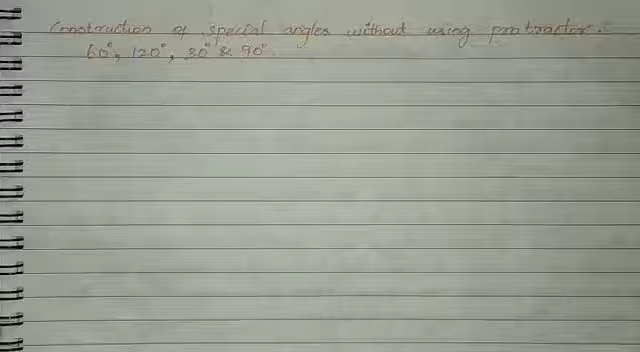 Construction of special angles without using protractor.
60°, 120°, 30° & 90°.